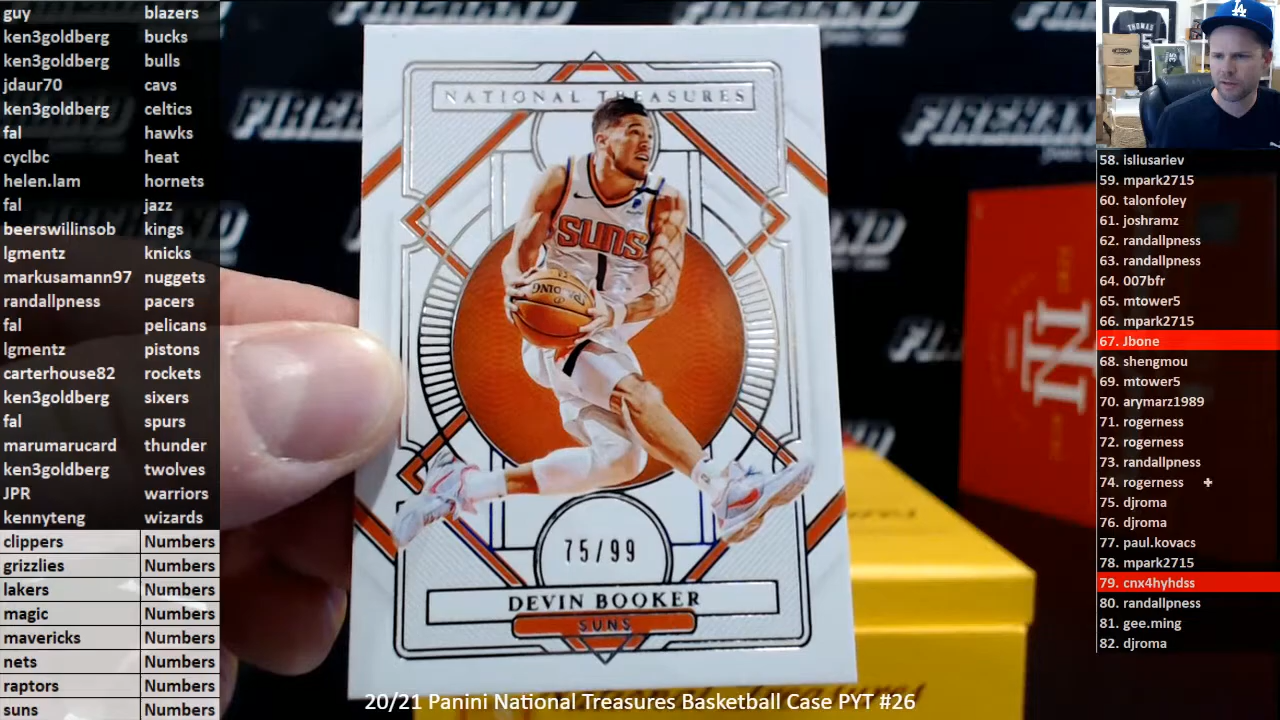 guy blazers
ken3goldberg bucks
ken3goldberg bulls
jdaur70 cavs
ken3goldberg celtics
fal hawks
cyclbc heat
helen.lam hornets
fal jazz
beerswillinsob kings
lgmentz knicks
markusamann97 nuggets
randallpness pacers
fal pelicans
lgmentz pistons
carterhouse82 rockets
ken3goldberg sixers
fal spurs
marumarucard thunder
ken3goldberg twolves
JPR warriors
kennyteng wizards
clippers Numbers
grizzlies Numbers
lakers Numbers
magic Numbers
mavericks Numbers
nets Numbers
raptors Numbers
suns Numbers
FIREHAND
FIREHAND
NATIONAL TREASURES
SUNS
1
SPALDING
75/99
DEVIN BOOKER
SUNS
NT
THOMAS
LA
58. isliusariev
59. mpark2715
60. talonfoley
61. joshramz
62. randallpness
63. randallpness
64. 007bfr
65. mtower5
66. mpark2715
67. Jbone
68. shengmou
69. mtower5
70. arymarz1989
71. rogerness
72. rogerness
73. randallpness
74. rogerness +
75. djroma
76. djroma
77. paul.kovacs
78. mpark2715
79. cnx4hyhdss
80. randallpness
81. gee.ming
82. djroma
20/21 Panini National Treasures Basketball Case PYT #26